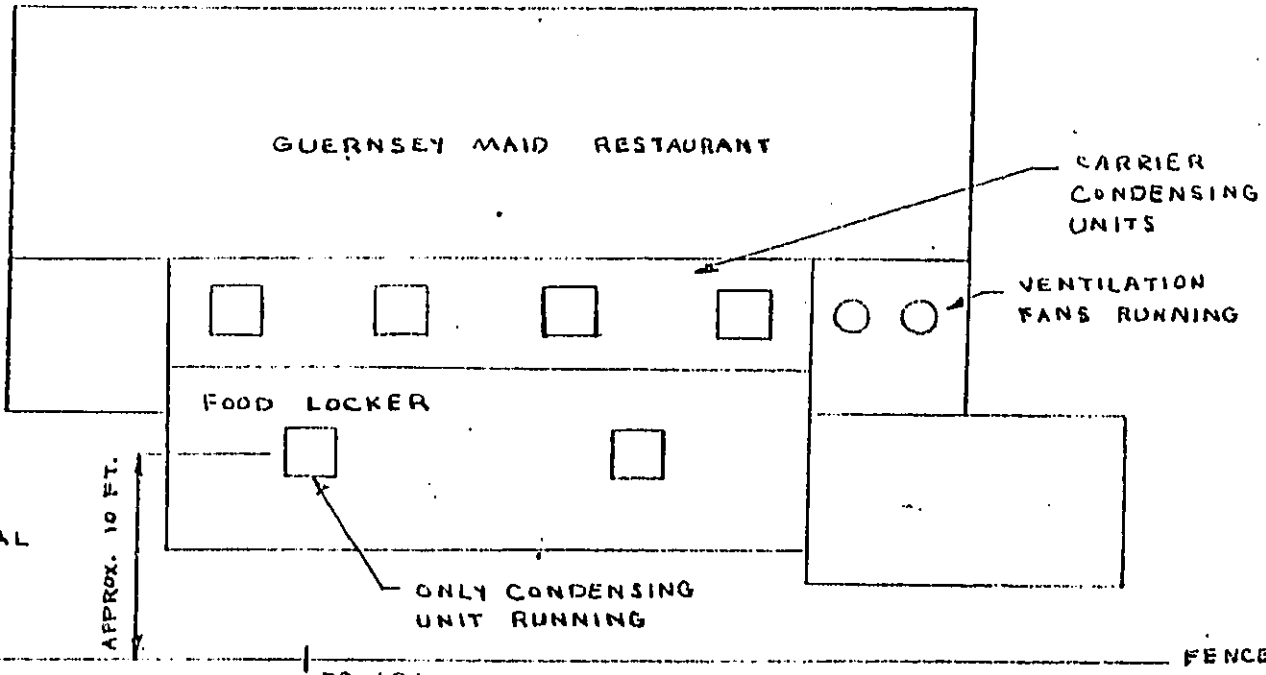 GUERNSEY MAID RESTAURANT
CARRIER
CONDENSING
UNITS
VENTILATION
FANS RUNNING
FOOD LOCKER
APPROX. 10 FT.
ONLY CONDENSING
UNIT RUNNING
FENCE